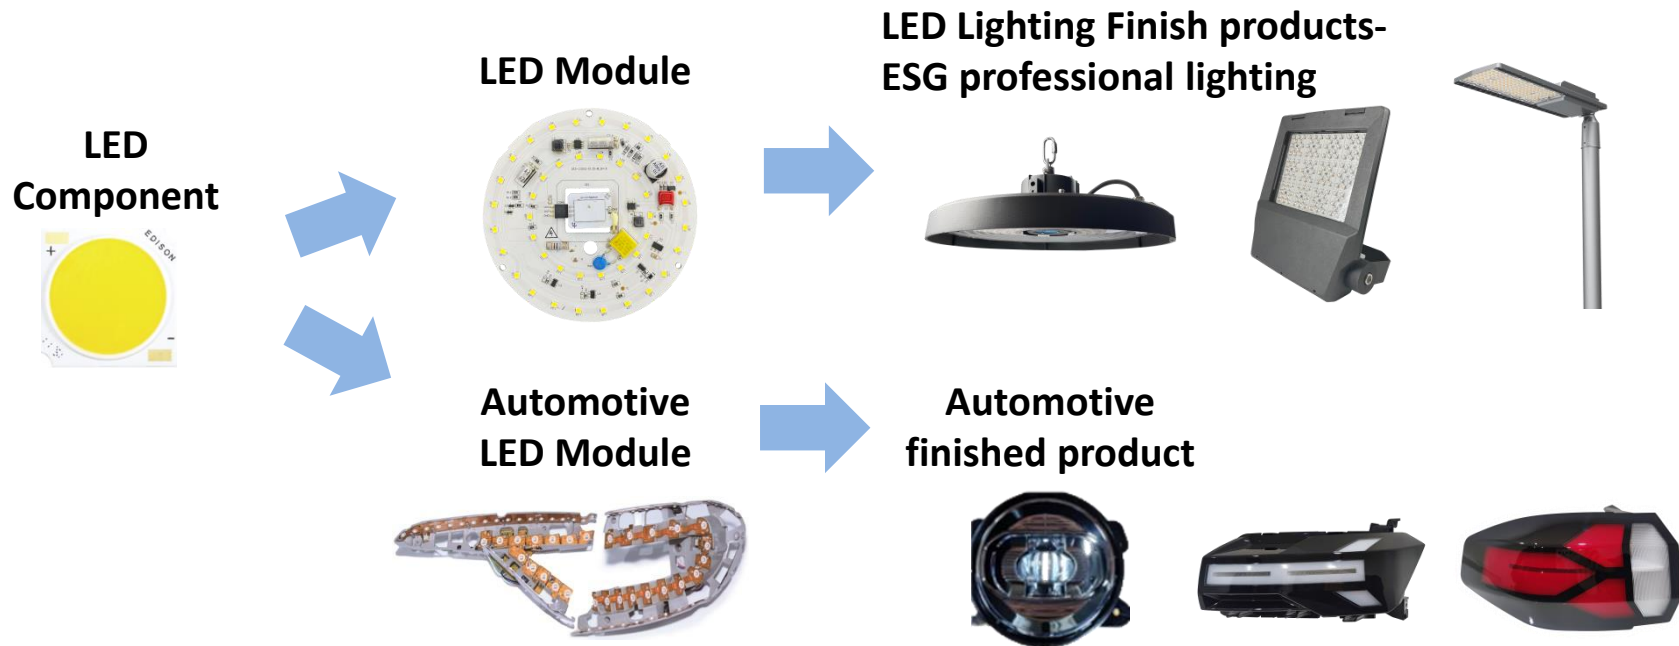 LED
Component
EDISON
+
-
LED Module
LED Lighting Finish products-
ESG professional lighting
Automotive
LED Module
Automotive
finished product